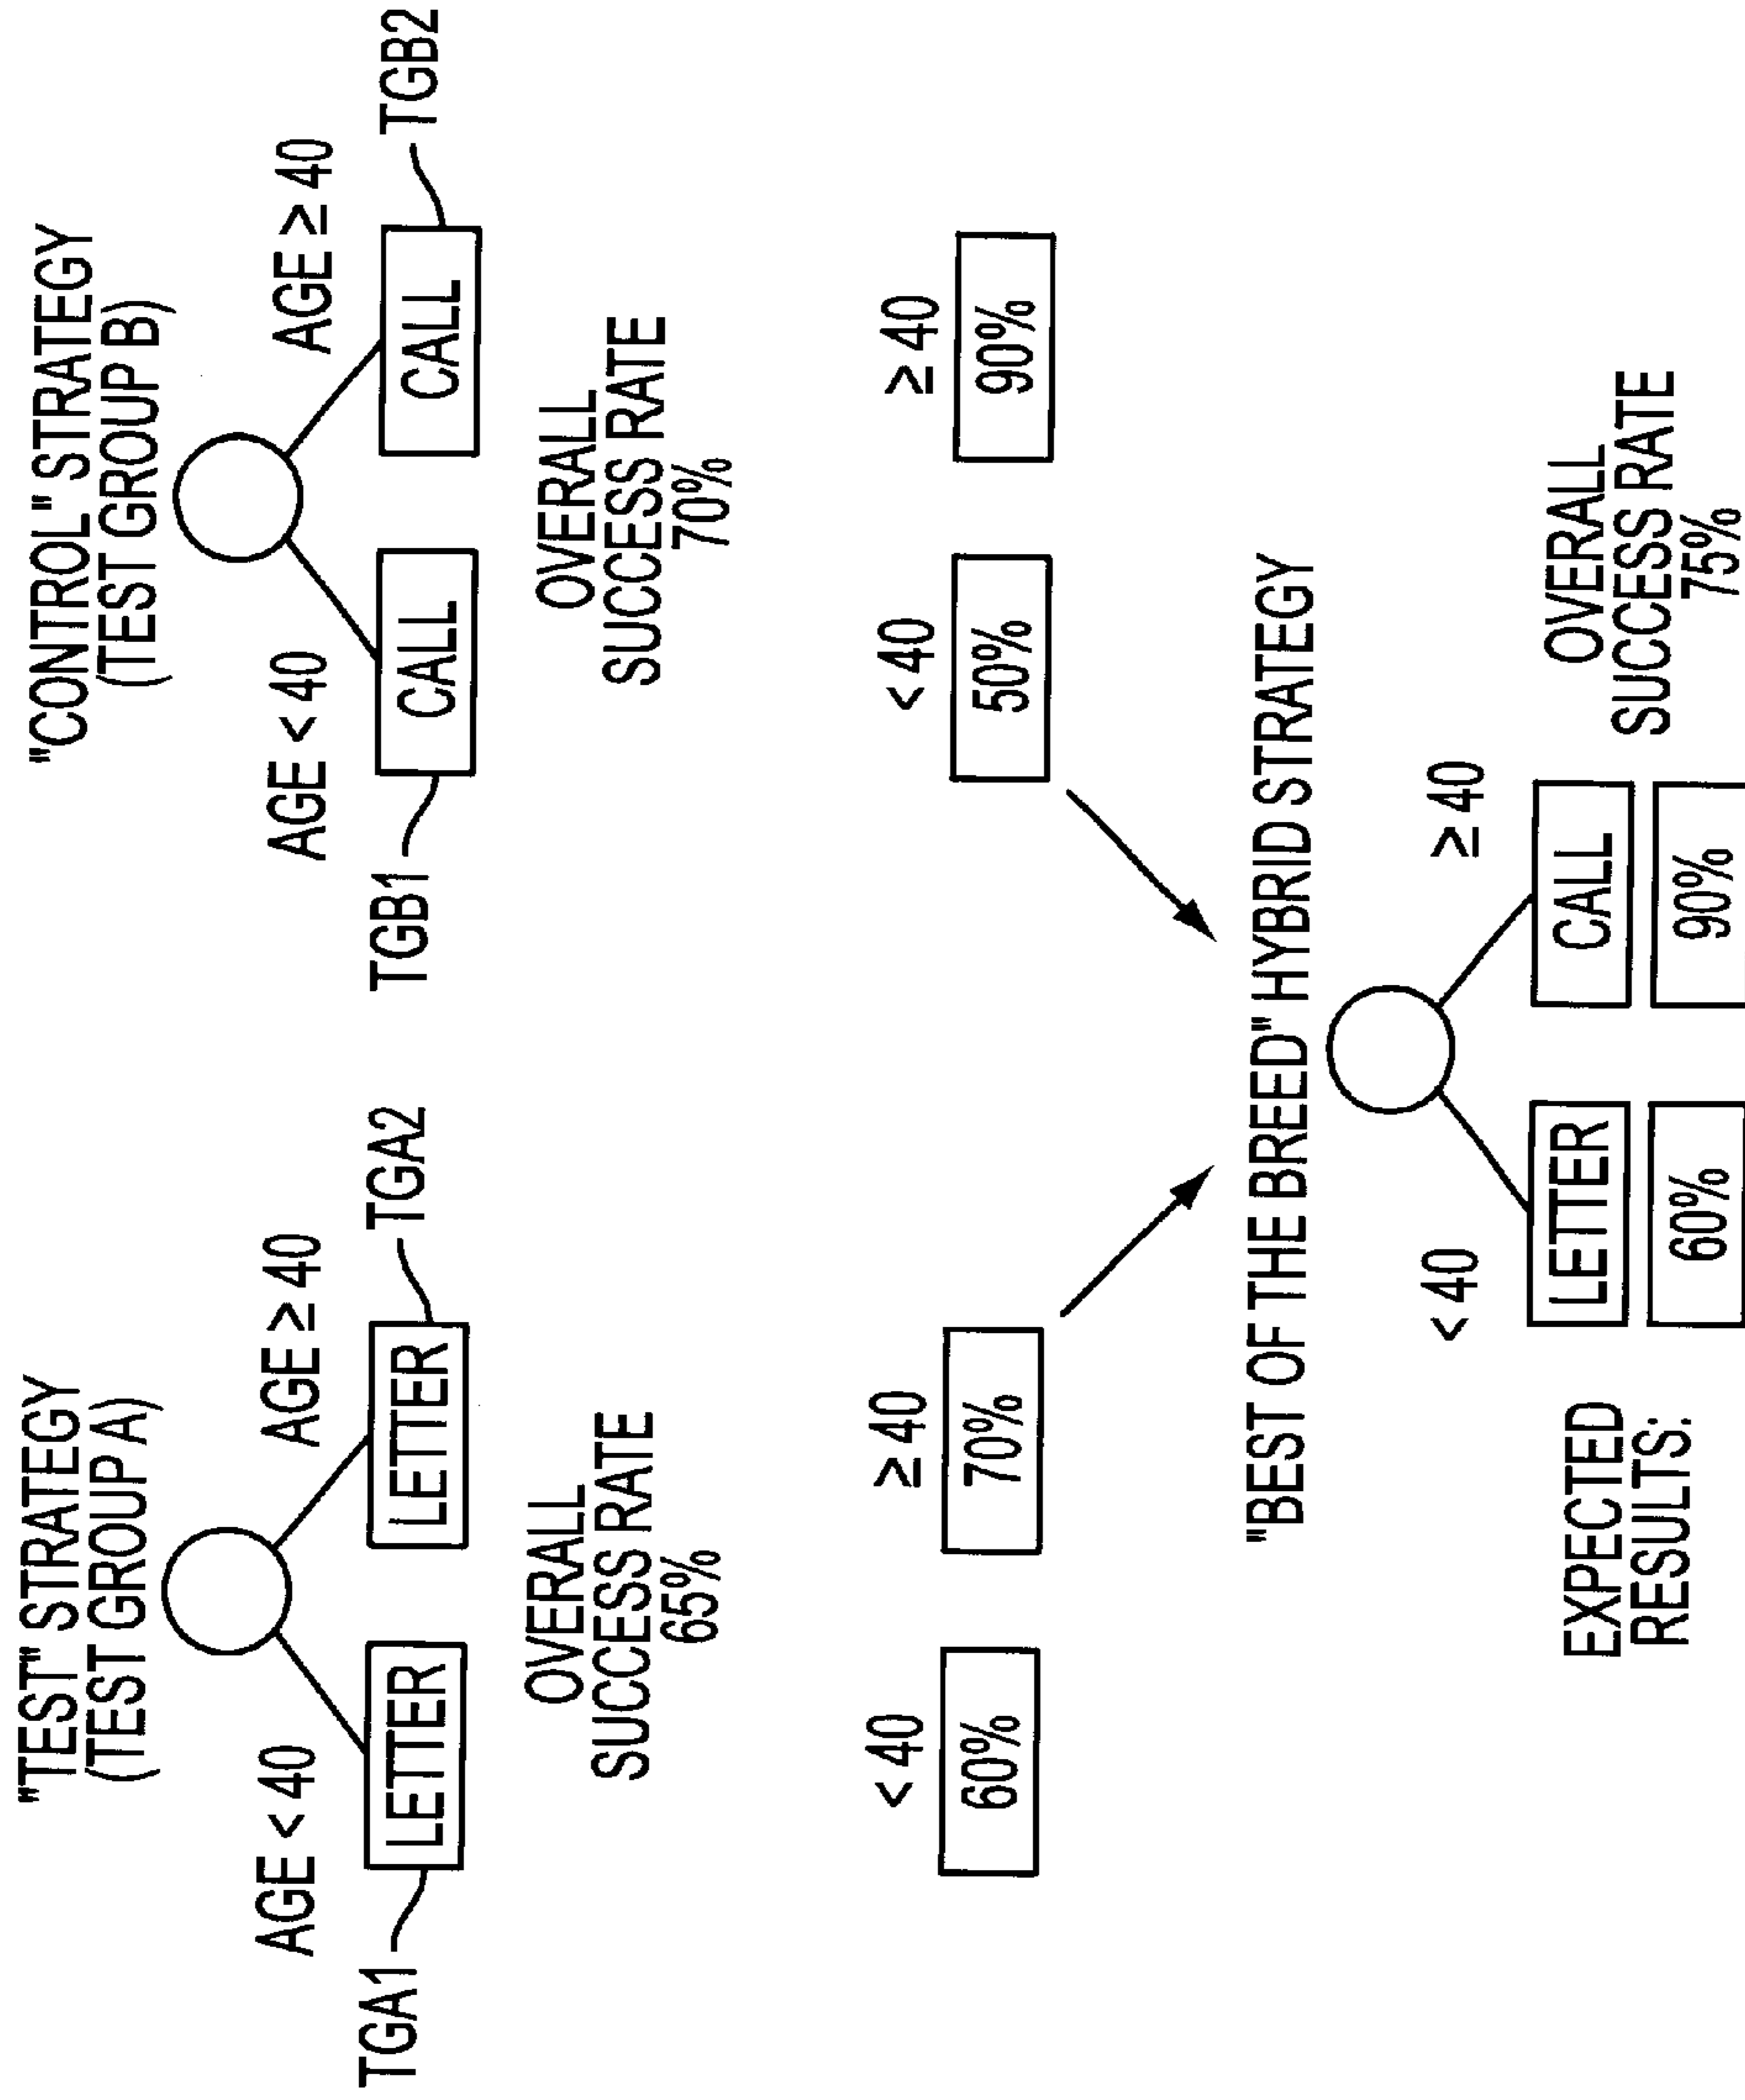 "TEST" STRATEGY
(TEST GROUP A)
AGE < 40
AGE ≥ 40
TGA1
LETTER
LETTER
TGA2
OVERALL
SUCCESS RATE
65%
< 40
≥ 40
60%
70%
"CONTROL" STRATEGY
(TEST GROUP B)
AGE < 40
AGE ≥ 40
TGB1
CALL
CALL
TGB2
OVERALL
SUCCESS RATE
70%
< 40
≥ 40
50%
90%
"BEST OF THE BREED" HYBRID STRATEGY
< 40
≥ 40
LETTER
CALL
EXPECTED
RESULTS:
60%
90%
OVERALL
SUCCESS RATE
75%